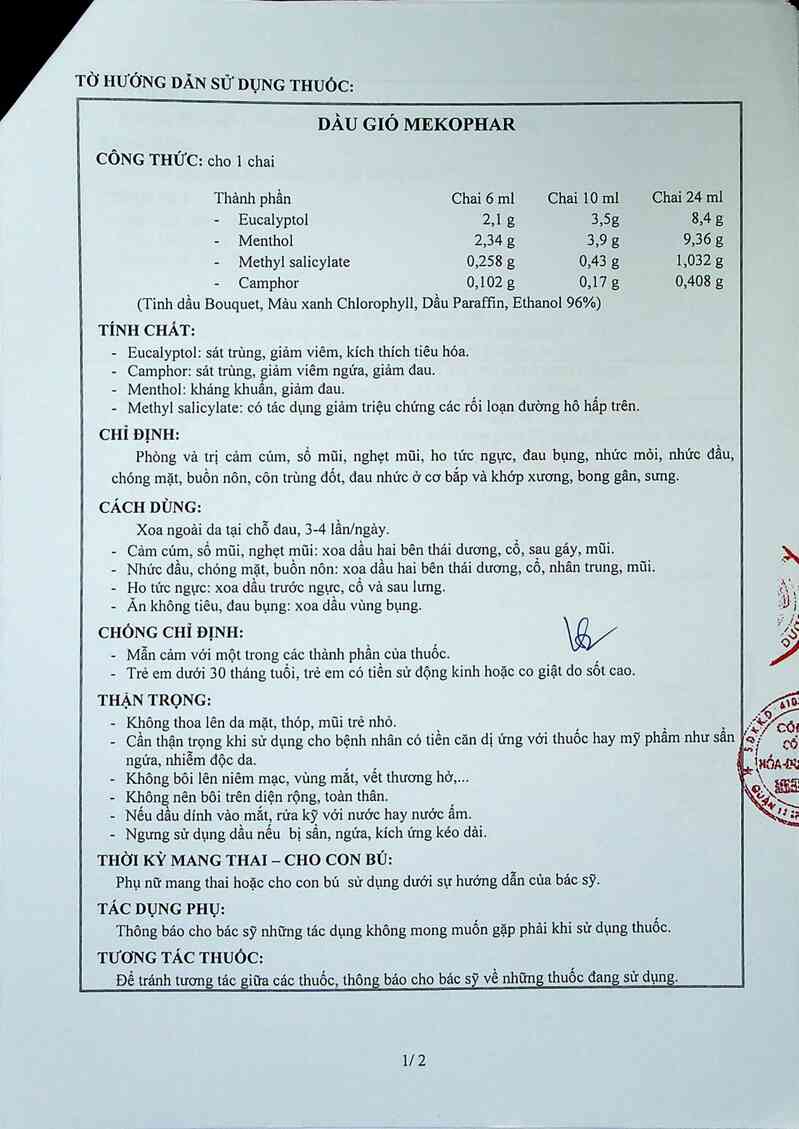 TỜ HƯỚNG DẪN SỬ DỤNG THUỐC:
DẦU GIÓ MEKOPHAR
CÔNG THỨC: cho 1 chai
Thành phần Chai 6 ml Chai 10 ml Chai 24 ml
- Eucalyptol 2,1 g 3,5g 8,4 g
- Menthol 2,34 g 3,9 g 9,36 g
- Methyl salicylate 0,258 g 0,43 g 1,032 g
- Camphor 0,102 g 0,17 g 0,408 g
(Tinh dầu Bouquet, Màu xanh Chlorophyll, Dầu Paraffin, Ethanol 96%)
TÍNH CHẤT:
- Eucalyptol: sát trùng, giảm viêm, kích thích tiêu hóa.
- Camphor: sát trùng, giảm viêm ngứa, giảm đau.
- Menthol: kháng khuẩn, giảm đau.
- Methyl salicylate: có tác dụng giảm triệu chứng các rối loạn đường hô hấp trên.
CHỈ ĐỊNH:
Phòng và trị cảm cúm, sổ mũi, nghẹt mũi, ho tức ngực, đau bụng, nhức mỏi, nhức đầu,
chóng mặt, buồn nôn, côn trùng đốt, đau nhức ở cơ bắp và khớp xương, bong gân, sưng.
CÁCH DÙNG:
Xoa ngoài da tại chỗ đau, 3-4 lần/ngày.
- Cảm cúm, sổ mũi, nghẹt mũi: xoa dầu hai bên thái dương, cổ, sau gáy, mũi.
- Nhức đầu, chóng mặt, buồn nôn: xoa dầu hai bên thái dương, cổ, nhân trung, mũi.
- Ho tức ngực: xoa dầu trước ngực, cổ và sau lưng.
- Ăn không tiêu, đau bụng: xoa dầu vùng bụng.
CHỐNG CHỈ ĐỊNH:
- Mẫn cảm với một trong các thành phần của thuốc.
- Trẻ em dưới 30 tháng tuổi, trẻ em có tiền sử động kinh hoặc co giật do sốt cao.
THẬN TRỌNG:
- Không thoa lên da mặt, thóp, mũi trẻ nhỏ.
- Cần thận trọng khi sử dụng cho bệnh nhân có tiền căn dị ứng với thuốc hay mỹ phẩm như sẩn
ngứa, nhiễm độc da.
- Không bôi lên niêm mạc, vùng mắt, vết thương hở,...
- Không nên bôi trên diện rộng, toàn thân.
- Nếu dầu dính vào mắt, rửa kỹ với nước hay nước ấm.
- Ngưng sử dụng dầu nếu bị sẩn, ngứa, kích ứng kéo dài.
THỜI KỲ MANG THAI – CHO CON BÚ:
Phụ nữ mang thai hoặc cho con bú sử dụng dưới sự hướng dẫn của bác sỹ.
TÁC DỤNG PHỤ:
Thông báo cho bác sỹ những tác dụng không mong muốn gặp phải khi sử dụng thuốc.
TƯƠNG TÁC THUỐC:
Để tránh tương tác giữa các thuốc, thông báo cho bác sỹ về những thuốc đang sử dụng.
1/ 2